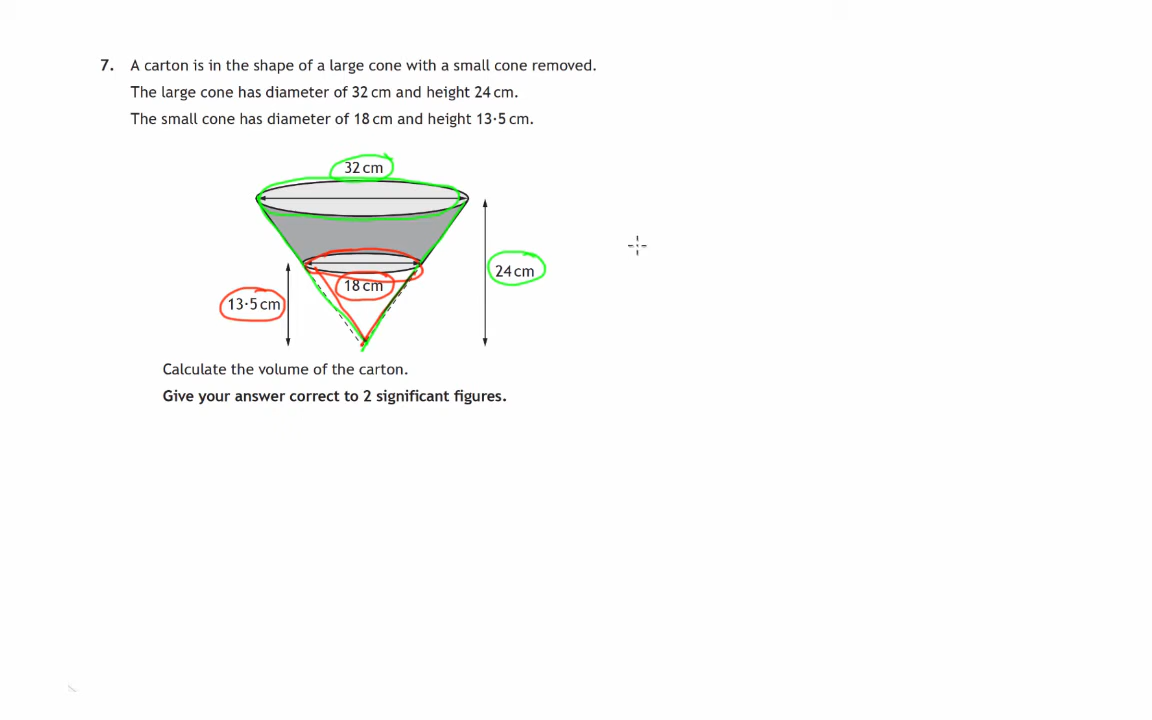 7. A carton is in the shape of a large cone with a small cone removed.
The large cone has diameter of 32 cm and height 24 cm.
The small cone has diameter of 18 cm and height 13·5 cm.
32 cm
24 cm
18 cm
13·5 cm
Calculate the volume of the carton.
Give your answer correct to 2 significant figures.